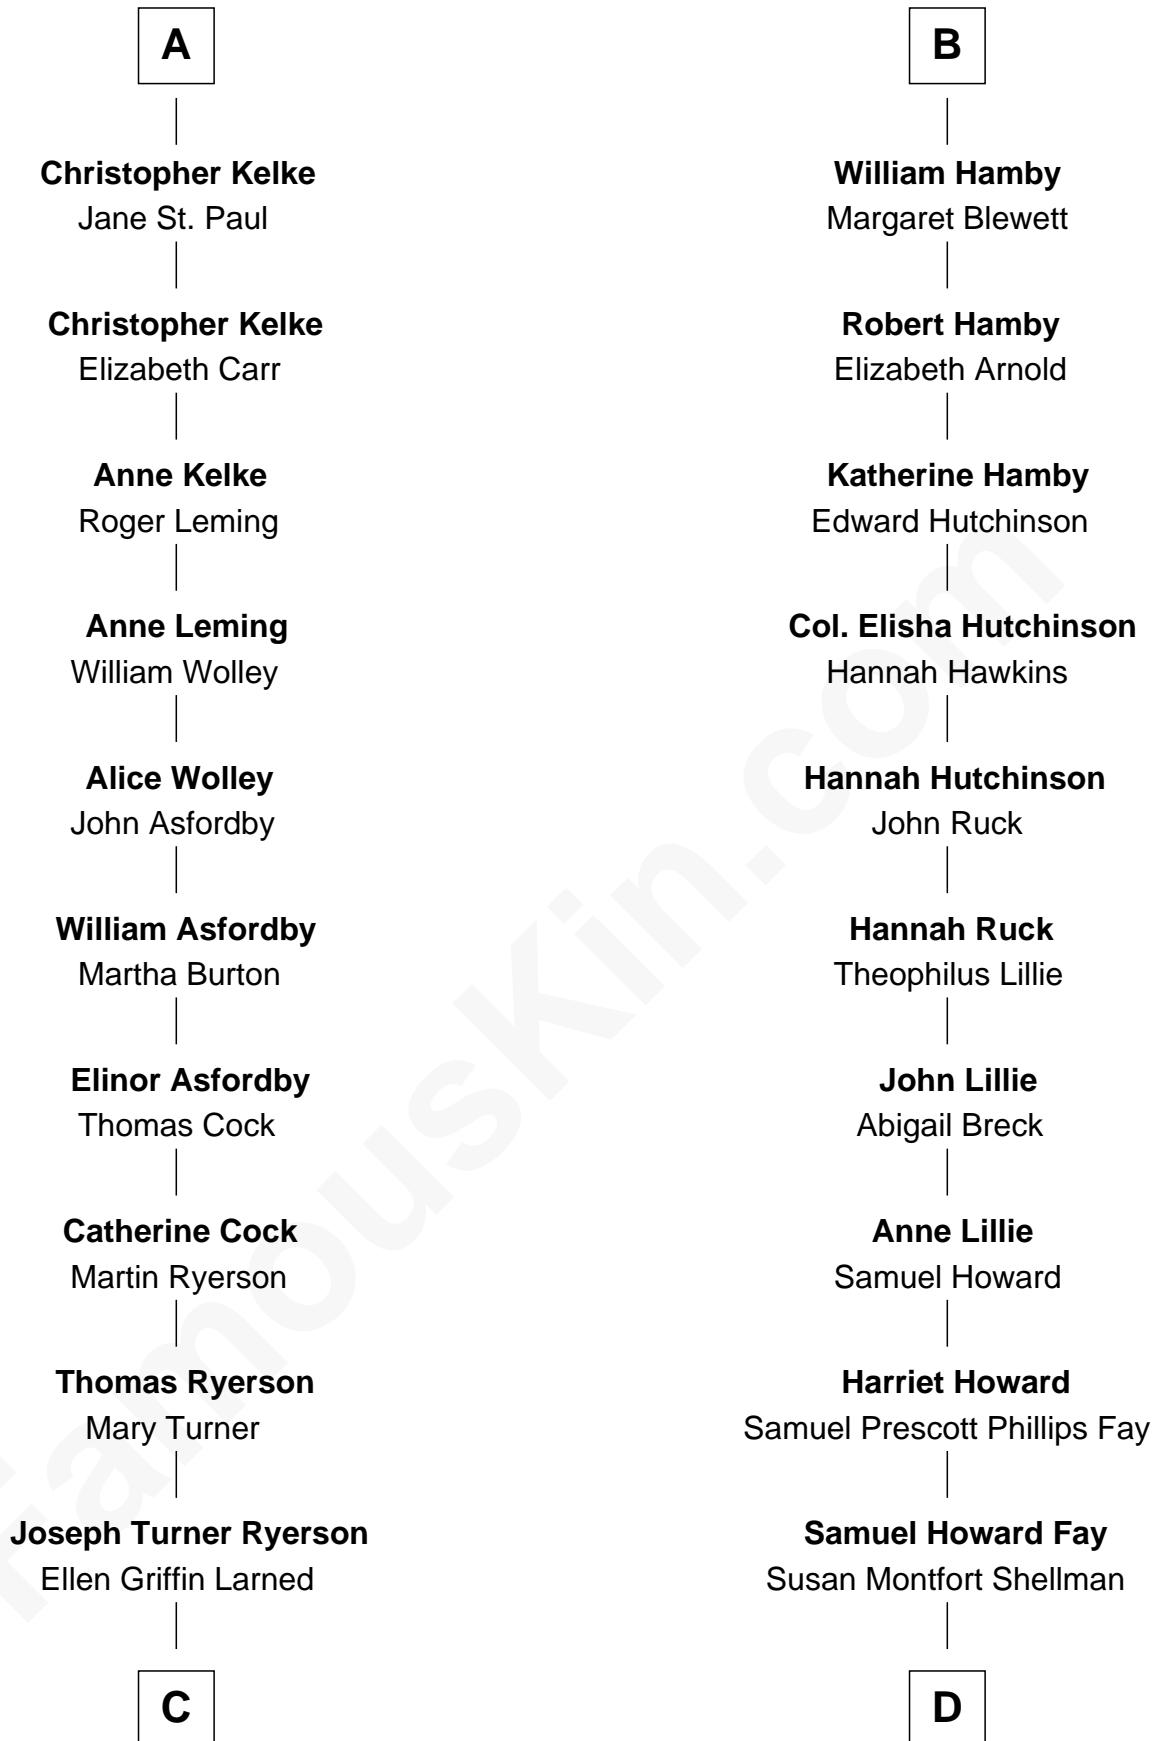 A
Christopher Kelke
Jane St. Paul
Christopher Kelke
Elizabeth Carr
Anne Kelke
Roger Leming
Anne Leming
William Wolley
Alice Wolley
John Asfordby
William Asfordby
Martha Burton
Elinor Asfordby
Thomas Cock
Catherine Cock
Martin Ryerson
Thomas Ryerson
Mary Turner
Joseph Turner Ryerson
Ellen Griffin Larned
C
B
William Hamby
Margaret Blewett
Robert Hamby
Elizabeth Arnold
Katherine Hamby
Edward Hutchinson
Col. Elisha Hutchinson
Hannah Hawkins
Hannah Hutchinson
John Ruck
Hannah Ruck
Theophilus Lillie
John Lillie
Abigail Breck
Anne Lillie
Samuel Howard
Harriet Howard
Samuel Prescott Phillips Fay
Samuel Howard Fay
Susan Montfort Shellman
D
FamousKin.com